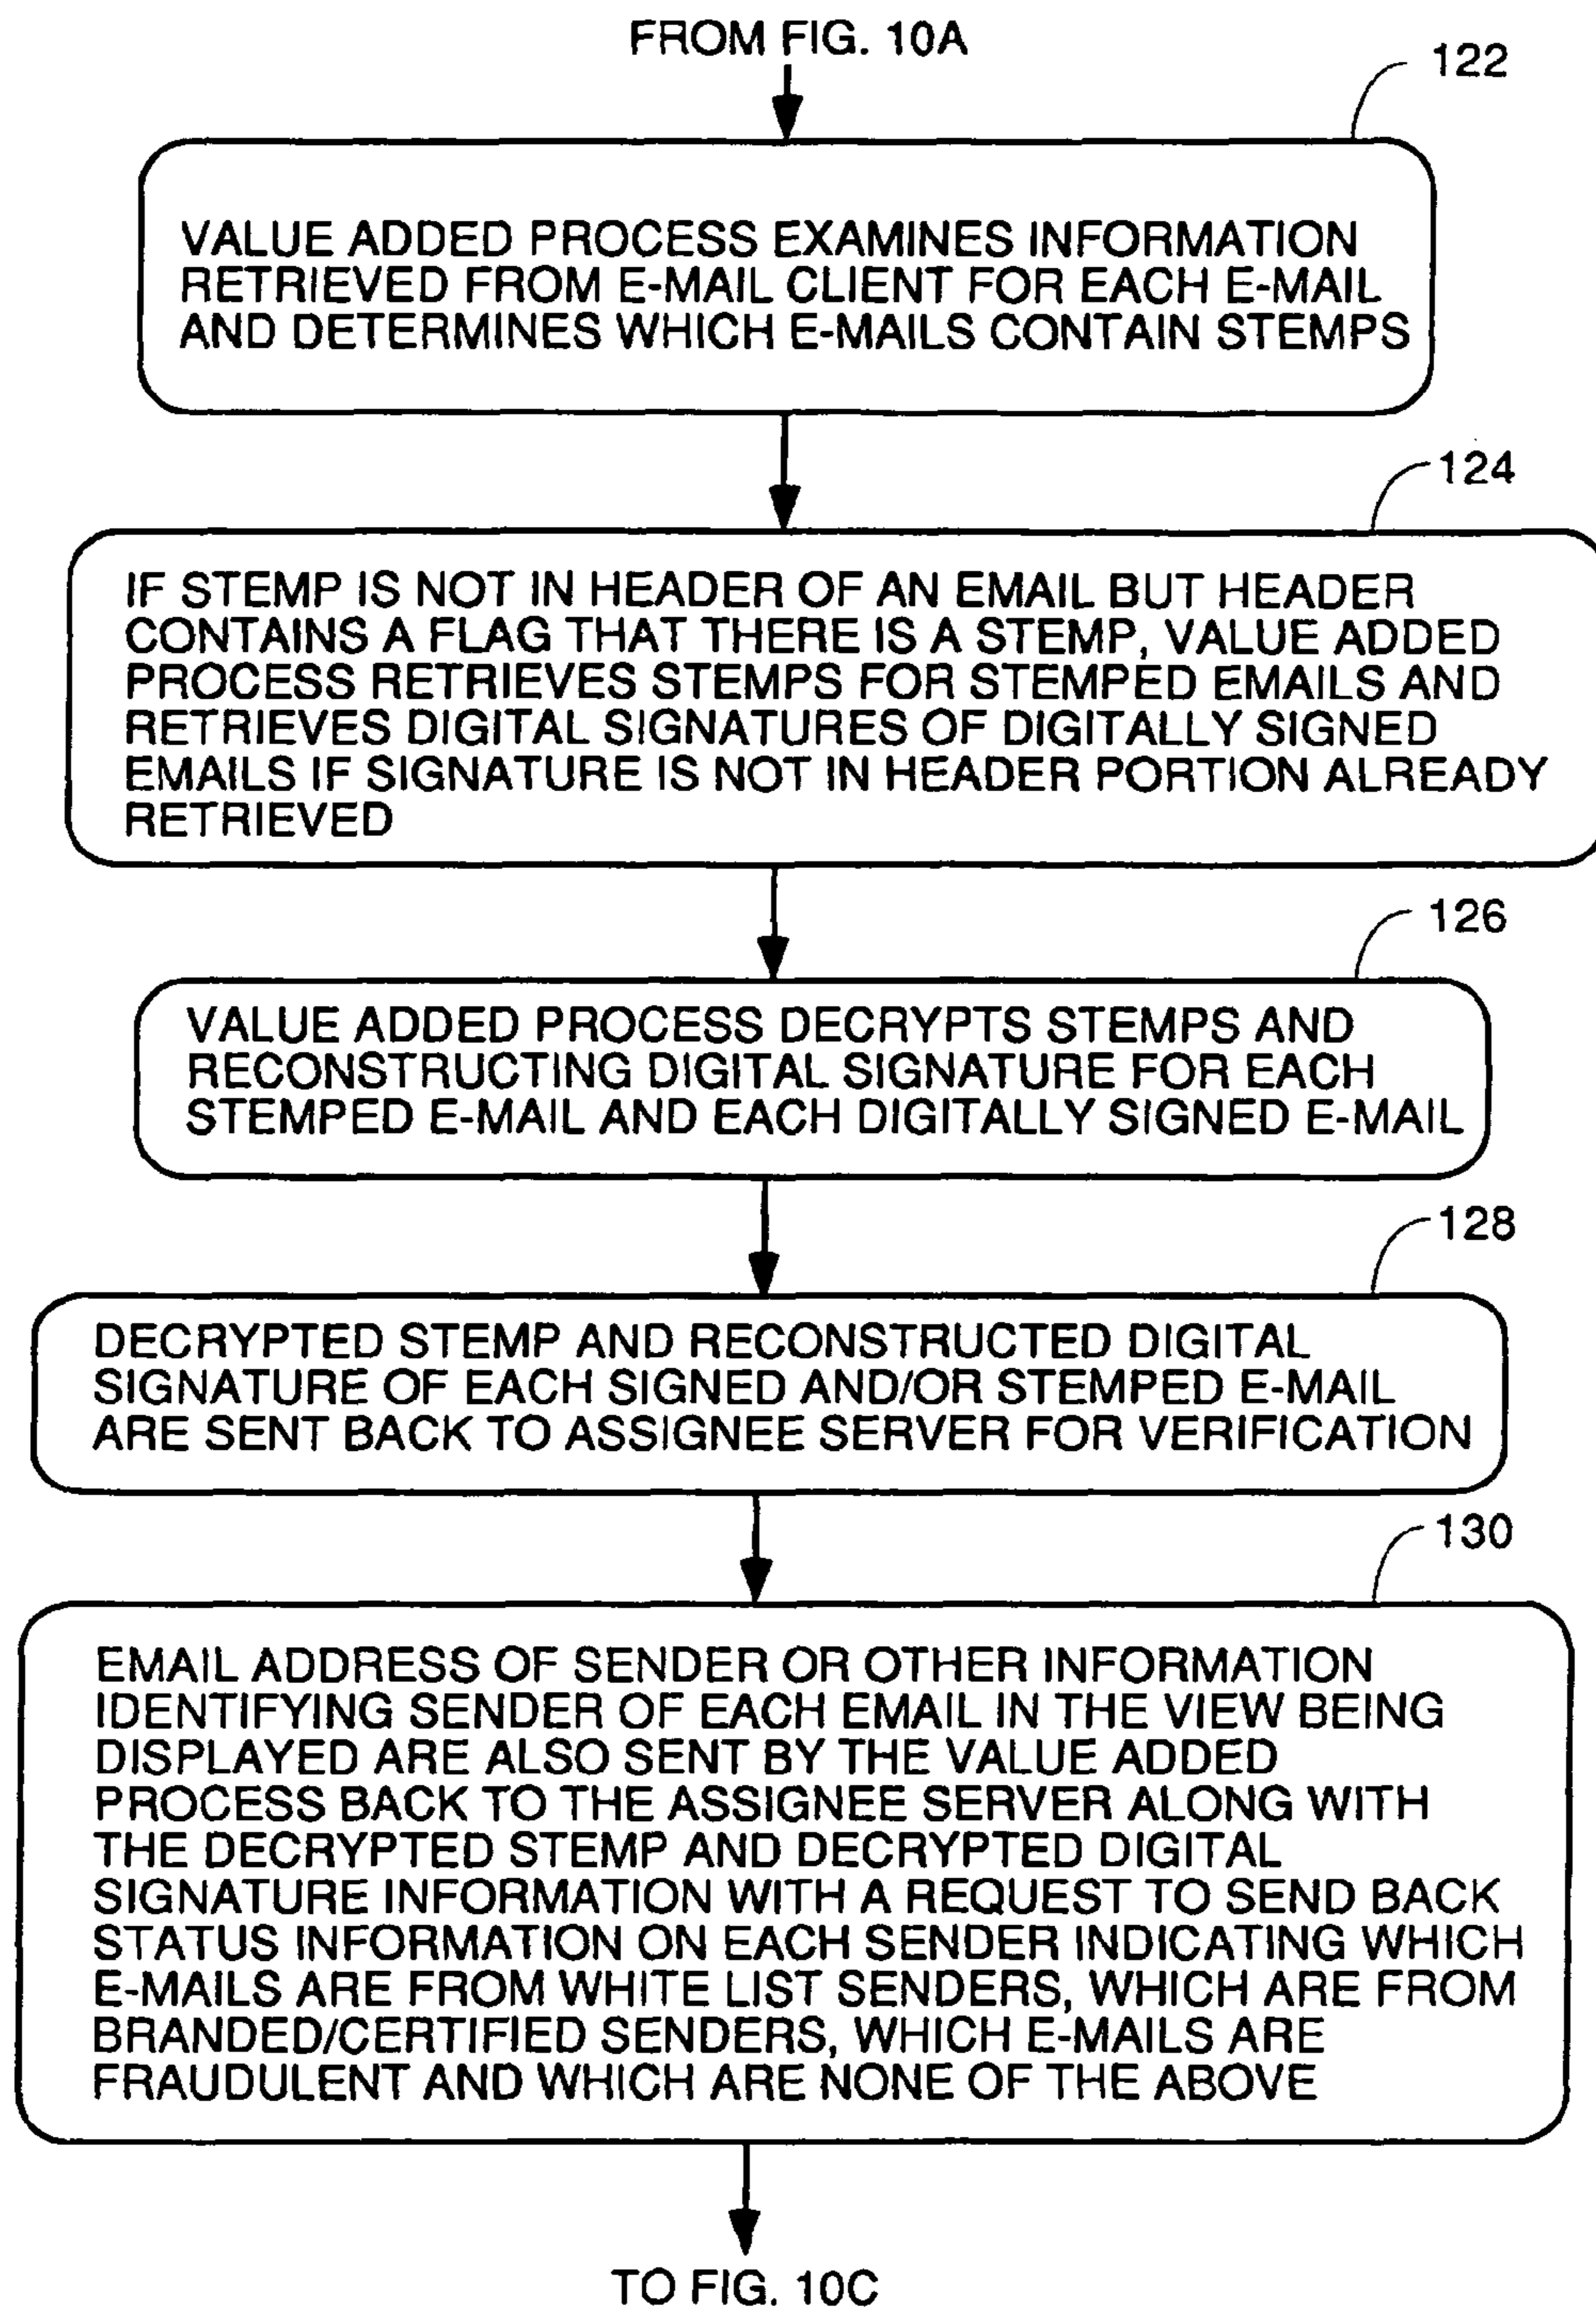 FROM FIG. 10A
122
VALUE ADDED PROCESS EXAMINES INFORMATION
RETRIEVED FROM E-MAIL CLIENT FOR EACH E-MAIL
AND DETERMINES WHICH E-MAILS CONTAIN STEMPS
124
IF STEMP IS NOT IN HEADER OF AN EMAIL BUT HEADER
CONTAINS A FLAG THAT THERE IS A STEMP, VALUE ADDED
PROCESS RETRIEVES STEMPS FOR STEMPED EMAILS AND
RETRIEVES DIGITAL SIGNATURES OF DIGITALLY SIGNED
EMAILS IF SIGNATURE IS NOT IN HEADER PORTION ALREADY
RETRIEVED
126
VALUE ADDED PROCESS DECRYPTS STEMPS AND
RECONSTRUCTING DIGITAL SIGNATURE FOR EACH
STEMPED E-MAIL AND EACH DIGITALLY SIGNED E-MAIL
128
DECRYPTED STEMP AND RECONSTRUCTED DIGITAL
SIGNATURE OF EACH SIGNED AND/OR STEMPED E-MAIL
ARE SENT BACK TO ASSIGNEE SERVER FOR VERIFICATION
130
EMAIL ADDRESS OF SENDER OR OTHER INFORMATION
IDENTIFYING SENDER OF EACH EMAIL IN THE VIEW BEING
DISPLAYED ARE ALSO SENT BY THE VALUE ADDED
PROCESS BACK TO THE ASSIGNEE SERVER ALONG WITH
THE DECRYPTED STEMP AND DECRYPTED DIGITAL
SIGNATURE INFORMATION WITH A REQUEST TO SEND BACK
STATUS INFORMATION ON EACH SENDER INDICATING WHICH
E-MAILS ARE FROM WHITE LIST SENDERS, WHICH ARE FROM
BRANDED/CERTIFIED SENDERS, WHICH E-MAILS ARE
FRAUDULENT AND WHICH ARE NONE OF THE ABOVE
TO FIG. 10C